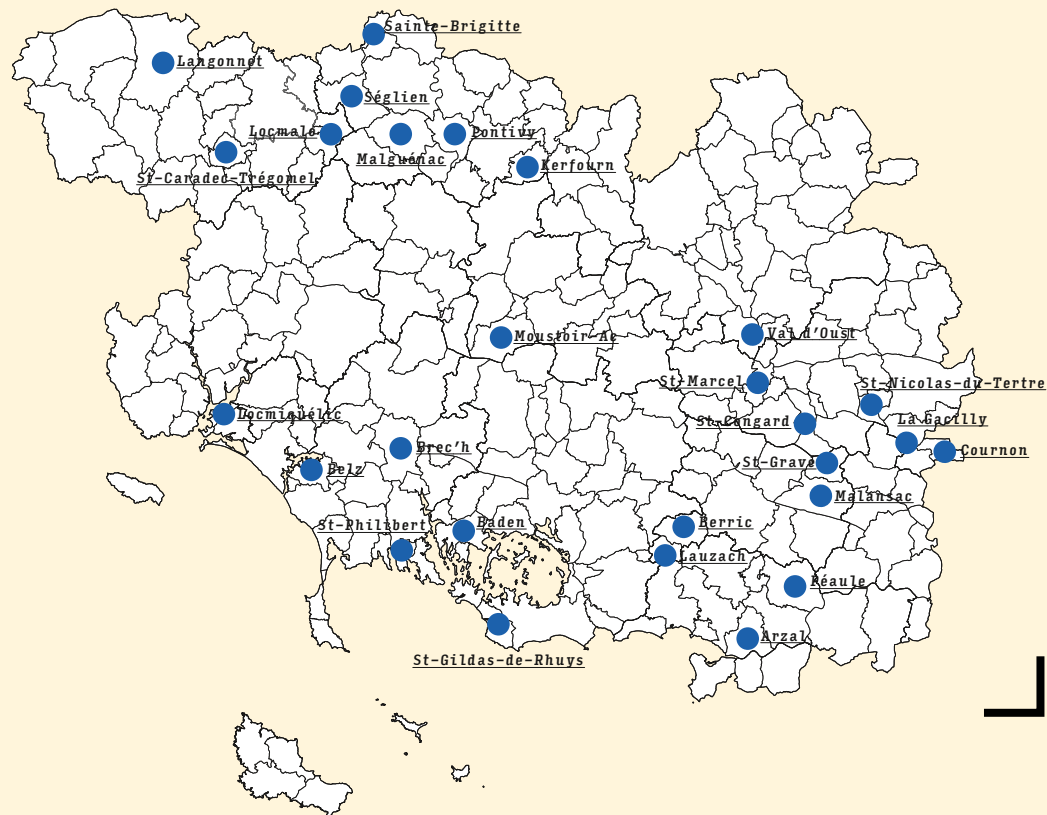 Sainte-Brigitte
Langonnet
Séglien
Locmalo
Pontivy
Malguénac
Kerfourn
St-Caradec-Trégomel
Moustoir-Ac
Val d'Oust
St-Marcel
St-Nicolas-du-Tertre
Locmiquélic
St-Congard
La Gacilly
Brec'h
Cournon
Belz
St-Grave
Malansac
St-Philibert
Baden
Berric
Lauzach
Péaule
Arzal
St-Gildas-de-Rhuys